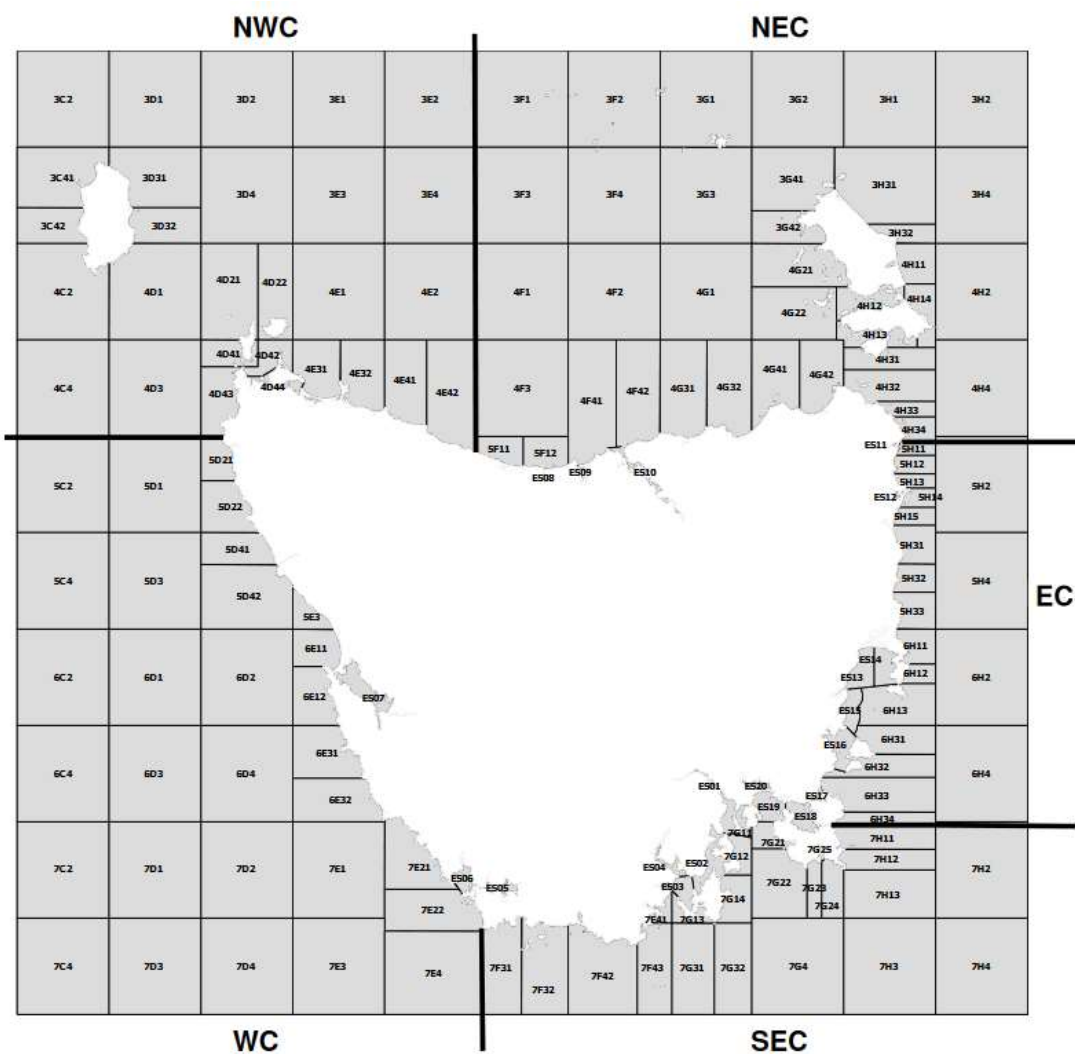 NWC NEC
3C2 3D1 3D2 3E1 3E2 3F1 3F2 3G1 3G2 3H1 3H2
3C41 3D31 3G41
3D4 3E3 3E4 3F3 3F4 3G3 3H31 3H4
3C42 3D32 3G42 3H32
4D21 4D22 4G21 4H11
4C2 4D1 4E1 4E2 4F1 4F2 4G1 4H2
4G22 4H12 4H14
4H13
4D41 4D42 4H31
4C4 4D3 4D43 4D44 4E31 4E32 4E41 4E42 4F3 4F41 4F42 4G31 4G32 4G41 4G42 4H32 4H4
4H33
4H34
5F11 5F12 ES11 5H11
5D21 ES08 ES09 ES10 5H12
5C2 5D1 5H13 5H2
ES12 5H14
5D22 5H15
5D41 5H31
5C4 5D3 5H32 5H4
5D42 5H33
EC
5E3
6E11 6H11
ES14
6C2 6D1 6D2 ES13 6H12 6H2
6E12 ES07
ES15 6H13
6E31 ES16 6H31
6C4 6D3 6D4 6H32 6H4
6E32 ES01 ES20 ES17 6H33
ES19 ES18 6H34
7G11 7G21 7H11
7G12 7G25
7C2 7D1 7D2 7E1 7E21 ES04 ES02 7H12 7H2
ES06 ES05 ES03 7G22 7G23 7H13
7E22 7G14 7G24
7E41 7G13
7C4 7D3 7D4 7E3 7E4 7F31 7F42 7F43 7G31 7G32 7G4 7H3 7H4
7F32
WC SEC